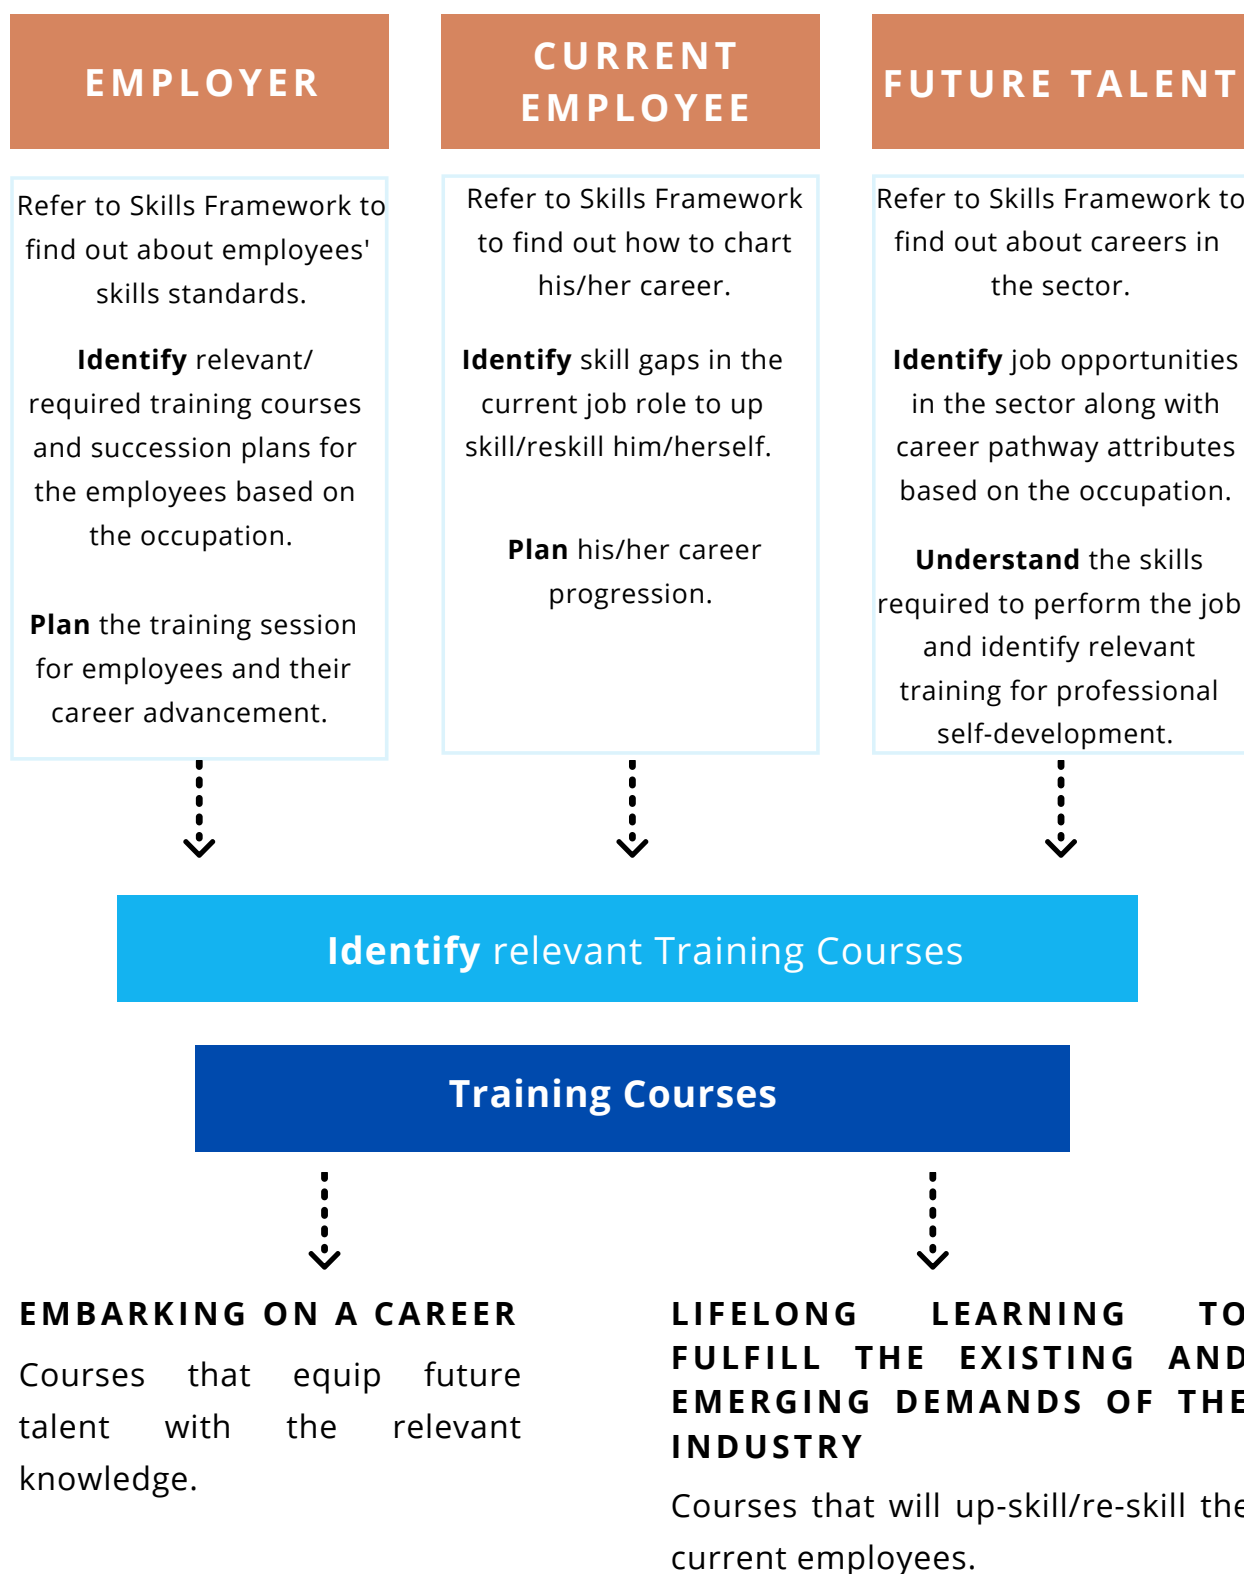 EMPLOYER
Refer to Skills Framework to
find out about employees'
skills standards.
Identify relevant/
required training courses
and succession plans for
the employees based on
the occupation.
Plan the training session
for employees and their
career advancement.
CURRENT
EMPLOYEE
Refer to Skills Framework
to find out how to chart
his/her career.
Identify skill gaps in the
current job role to up
skill/reskill him/herself.
Plan his/her career
progression.
FUTURE TALENT
Refer to Skills Framework to
find out about careers in
the sector.
Identify job opportunities
in the sector along with
career pathway attributes
based on the occupation.
Understand the skills
required to perform the job
and identify relevant
training for professional
self-development.
Identify relevant Training Courses
Training Courses
EMBARKING ON A CAREER
Courses that equip future
talent with the relevant
knowledge.
LIFELONG LEARNING TO
FULFILL THE EXISTING AND
EMERGING DEMANDS OF THE
INDUSTRY
Courses that will up-skill/re-skill the
current employees.